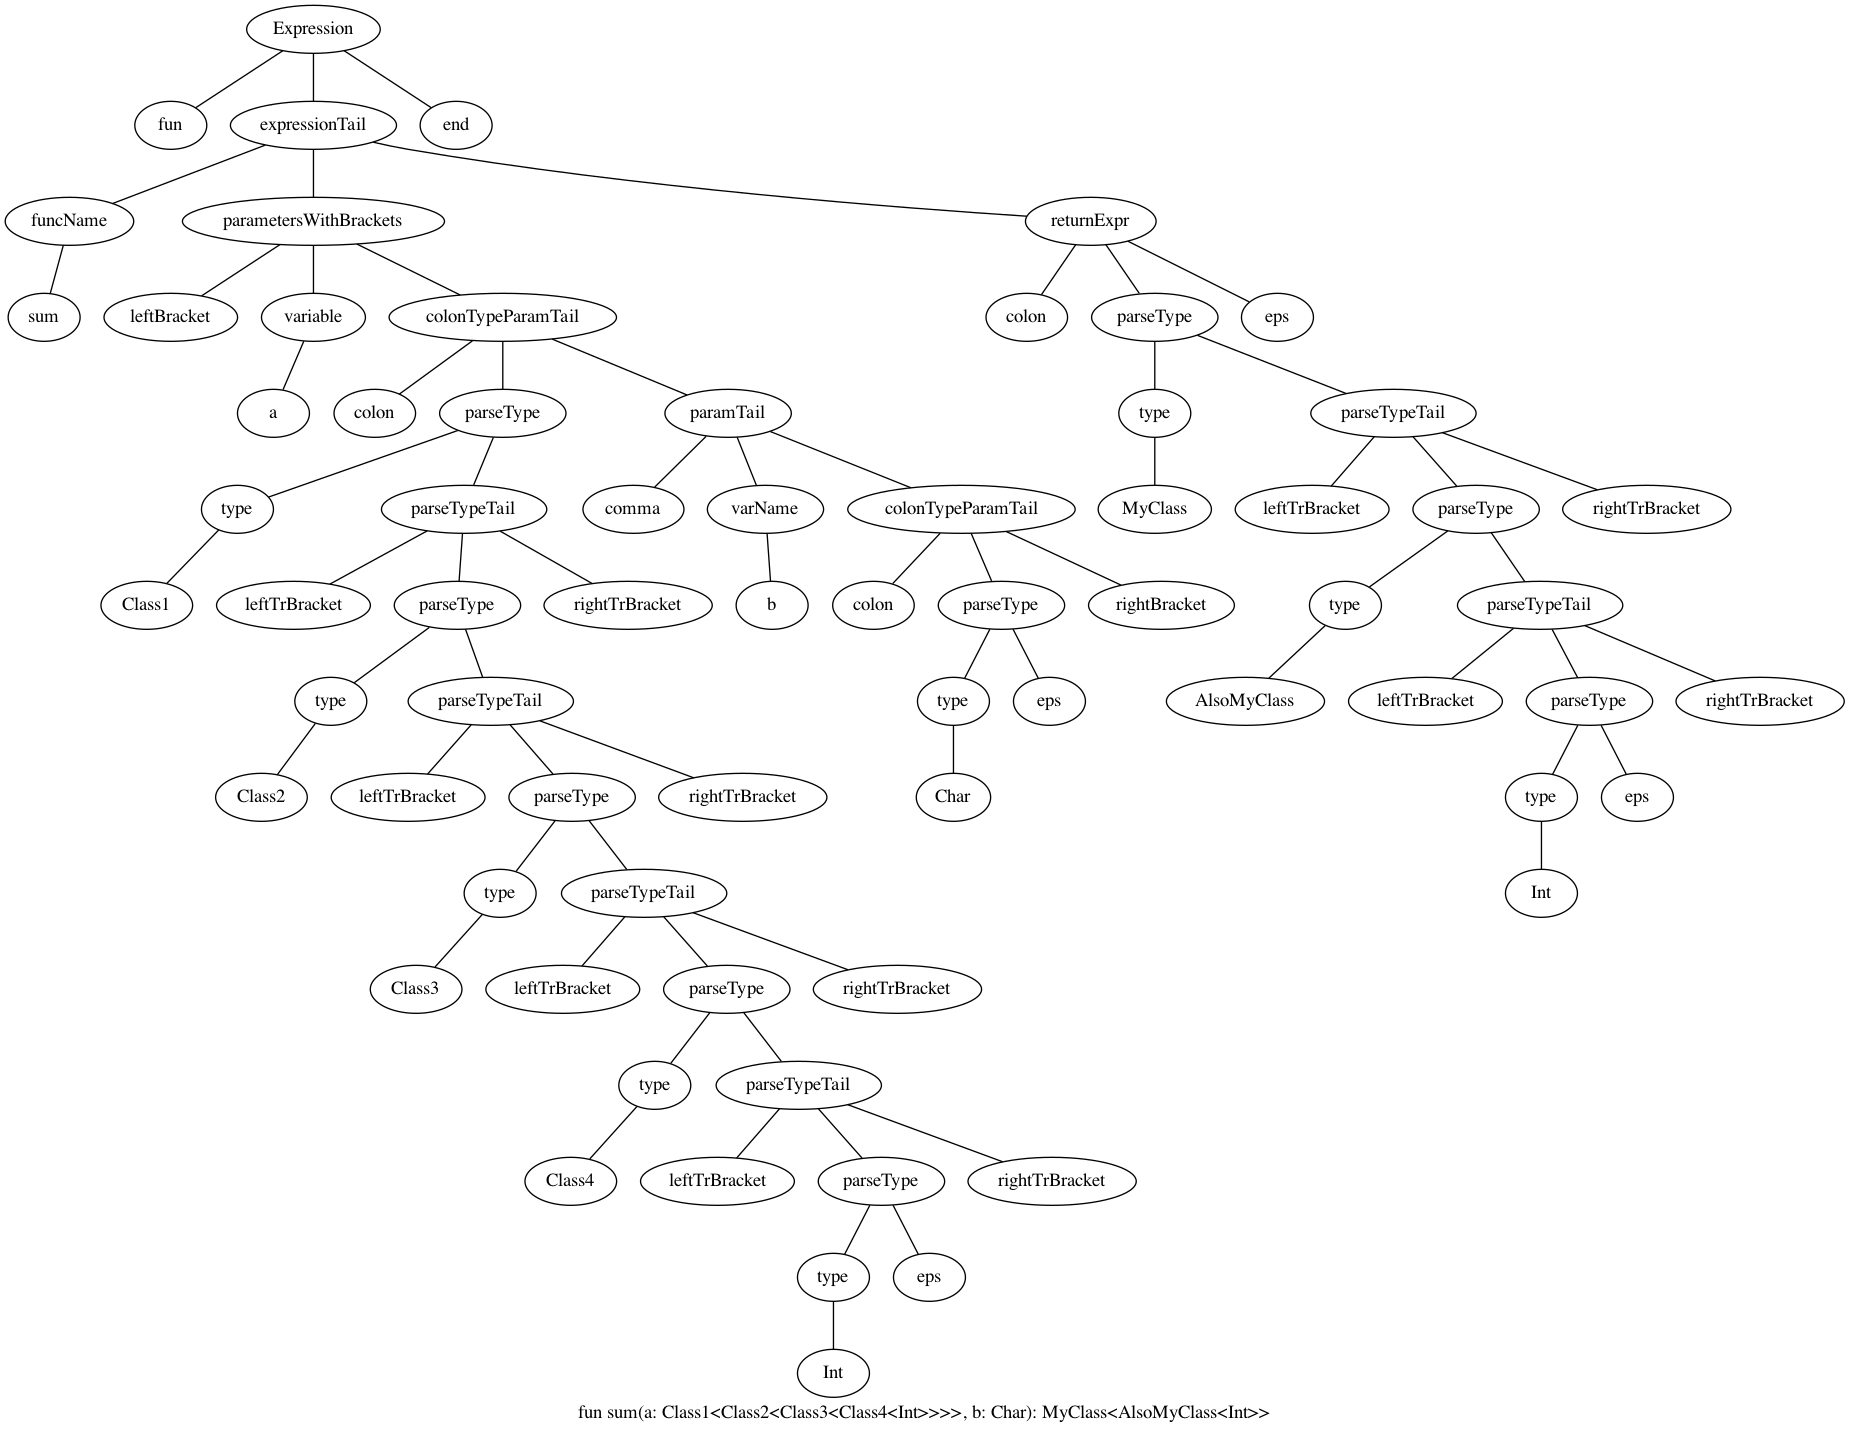 Expression
fun expressionTail end
funcName parametersWithBrackets returnExpr
sum leftBracket variable colonTypeParamTail colon parseType eps
a colon parseType paramTail type parseTypeTail
type parseTypeTail comma varName colonTypeParamTail MyClass leftTrBracket parseType rightTrBracket
Class1 leftTrBracket parseType rightTrBracket b colon parseType rightBracket type parseTypeTail
type parseTypeTail type eps AlsoMyClass leftTrBracket parseType rightTrBracket
Class2 leftTrBracket parseType rightTrBracket Char type eps
type parseTypeTail Int
Class3 leftTrBracket parseType rightTrBracket
type parseTypeTail
Class4 leftTrBracket parseType rightTrBracket
type eps
Int
fun sum(a: Class1<Class2<Class3<Class4<Int>>>>, b: Char): MyClass<AlsoMyClass<Int>>